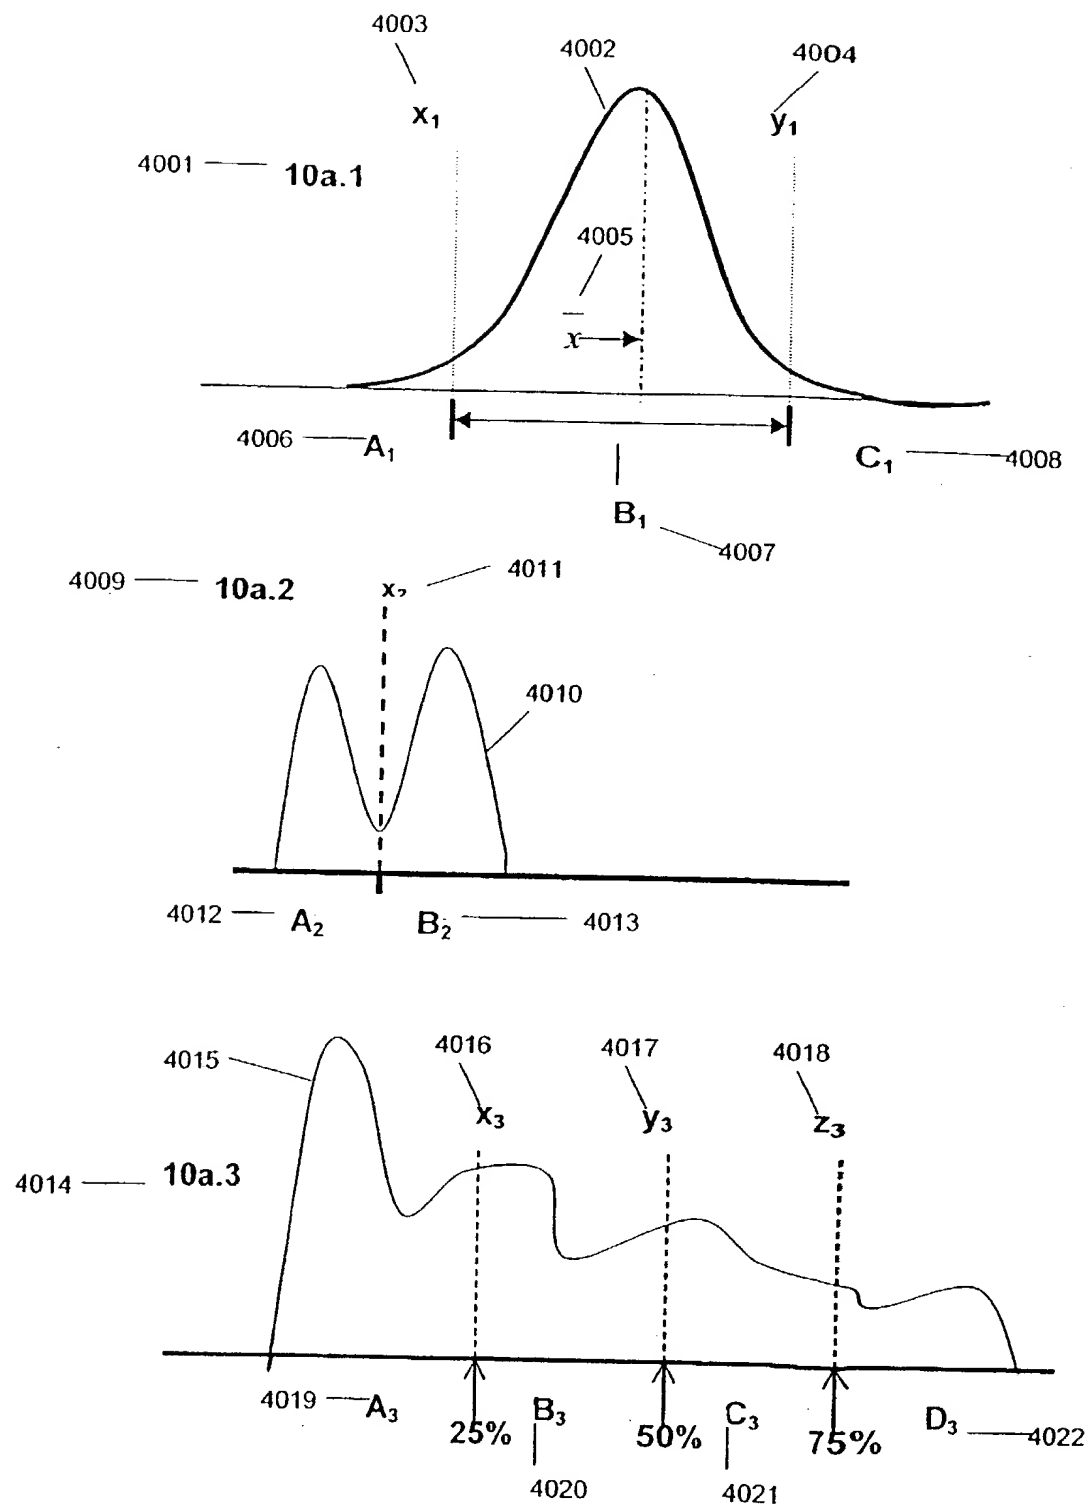 4003
4002
4004
x₁
y₁
4001
10a.1
4005
x̄
4006
A₁
C₁
4008
B₁
4007
4009
10a.2
x₂
4011
4010
4012
A₂
B₂
4013
4015
4016
4017
4018
x₃
y₃
z₃
4014
10a.3
4019
A₃
B₃
C₃
D₃
25%
50%
75%
4022
4020
4021